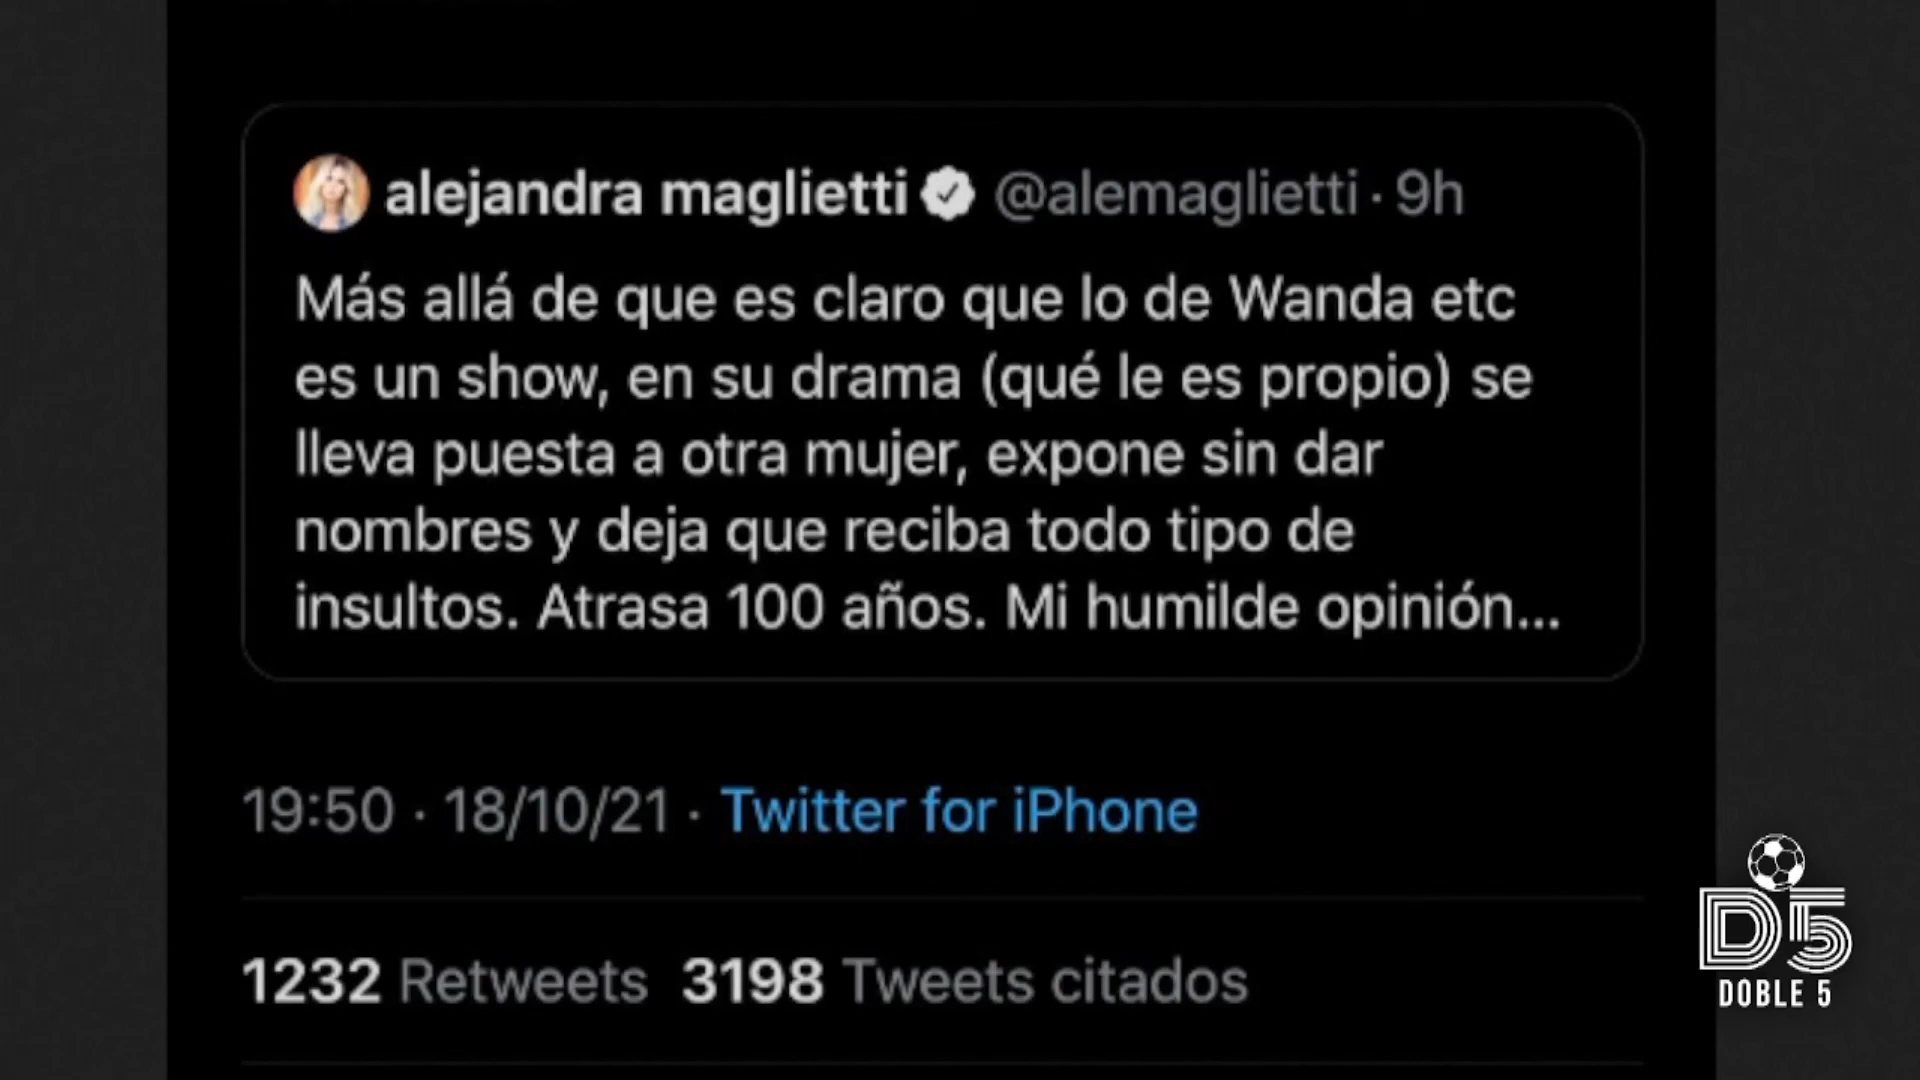 alejandra maglietti @alemaglietti · 9h
Más allá de que es claro que lo de Wanda etc
es un show, en su drama (qué le es propio) se
lleva puesta a otra mujer, expone sin dar
nombres y deja que reciba todo tipo de
insultos. Atrasa 100 años. Mi humilde opinión...
19:50 · 18/10/21 · Twitter for iPhone
1232 Retweets 3198 Tweets citados
D5
DOBLE 5